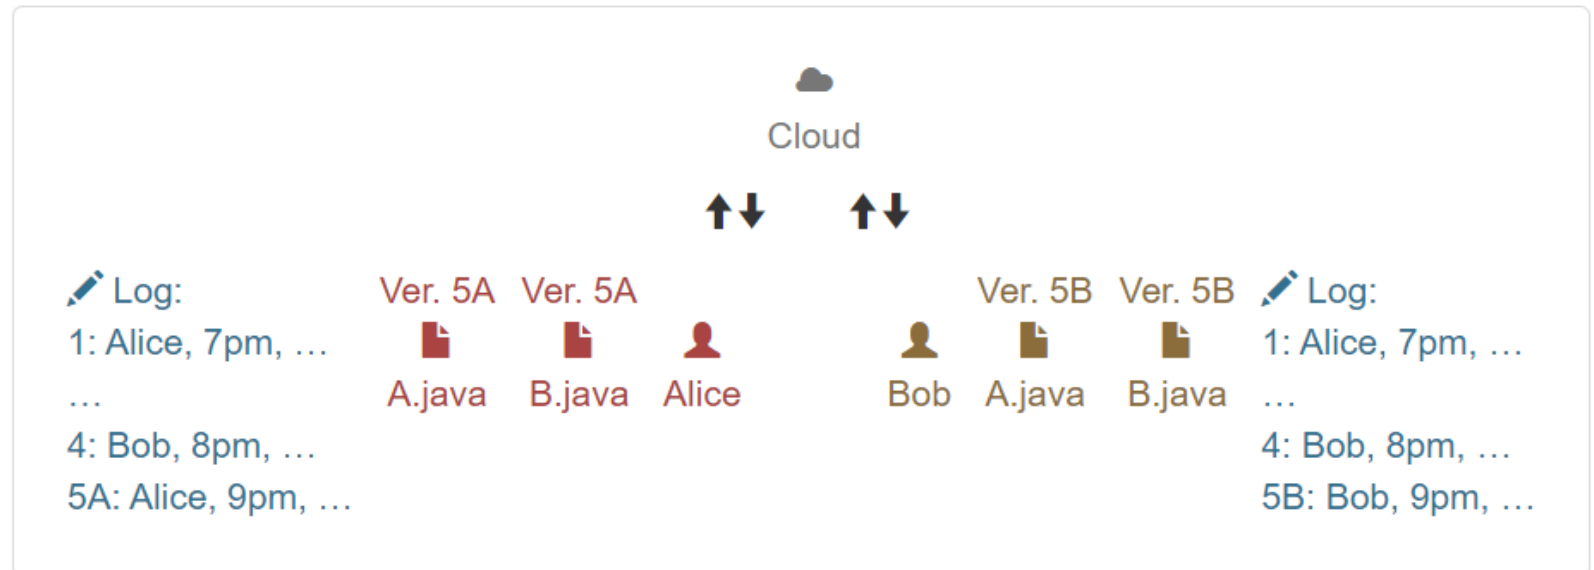 Cloud
Log:
1: Alice, 7pm, …
…
4: Bob, 8pm, …
5A: Alice, 9pm, …
Ver. 5A
A.java
Ver. 5A
B.java
Alice
Bob
Ver. 5B
A.java
Ver. 5B
B.java
Log:
1: Alice, 7pm, …
…
4: Bob, 8pm, …
5B: Bob, 9pm, …